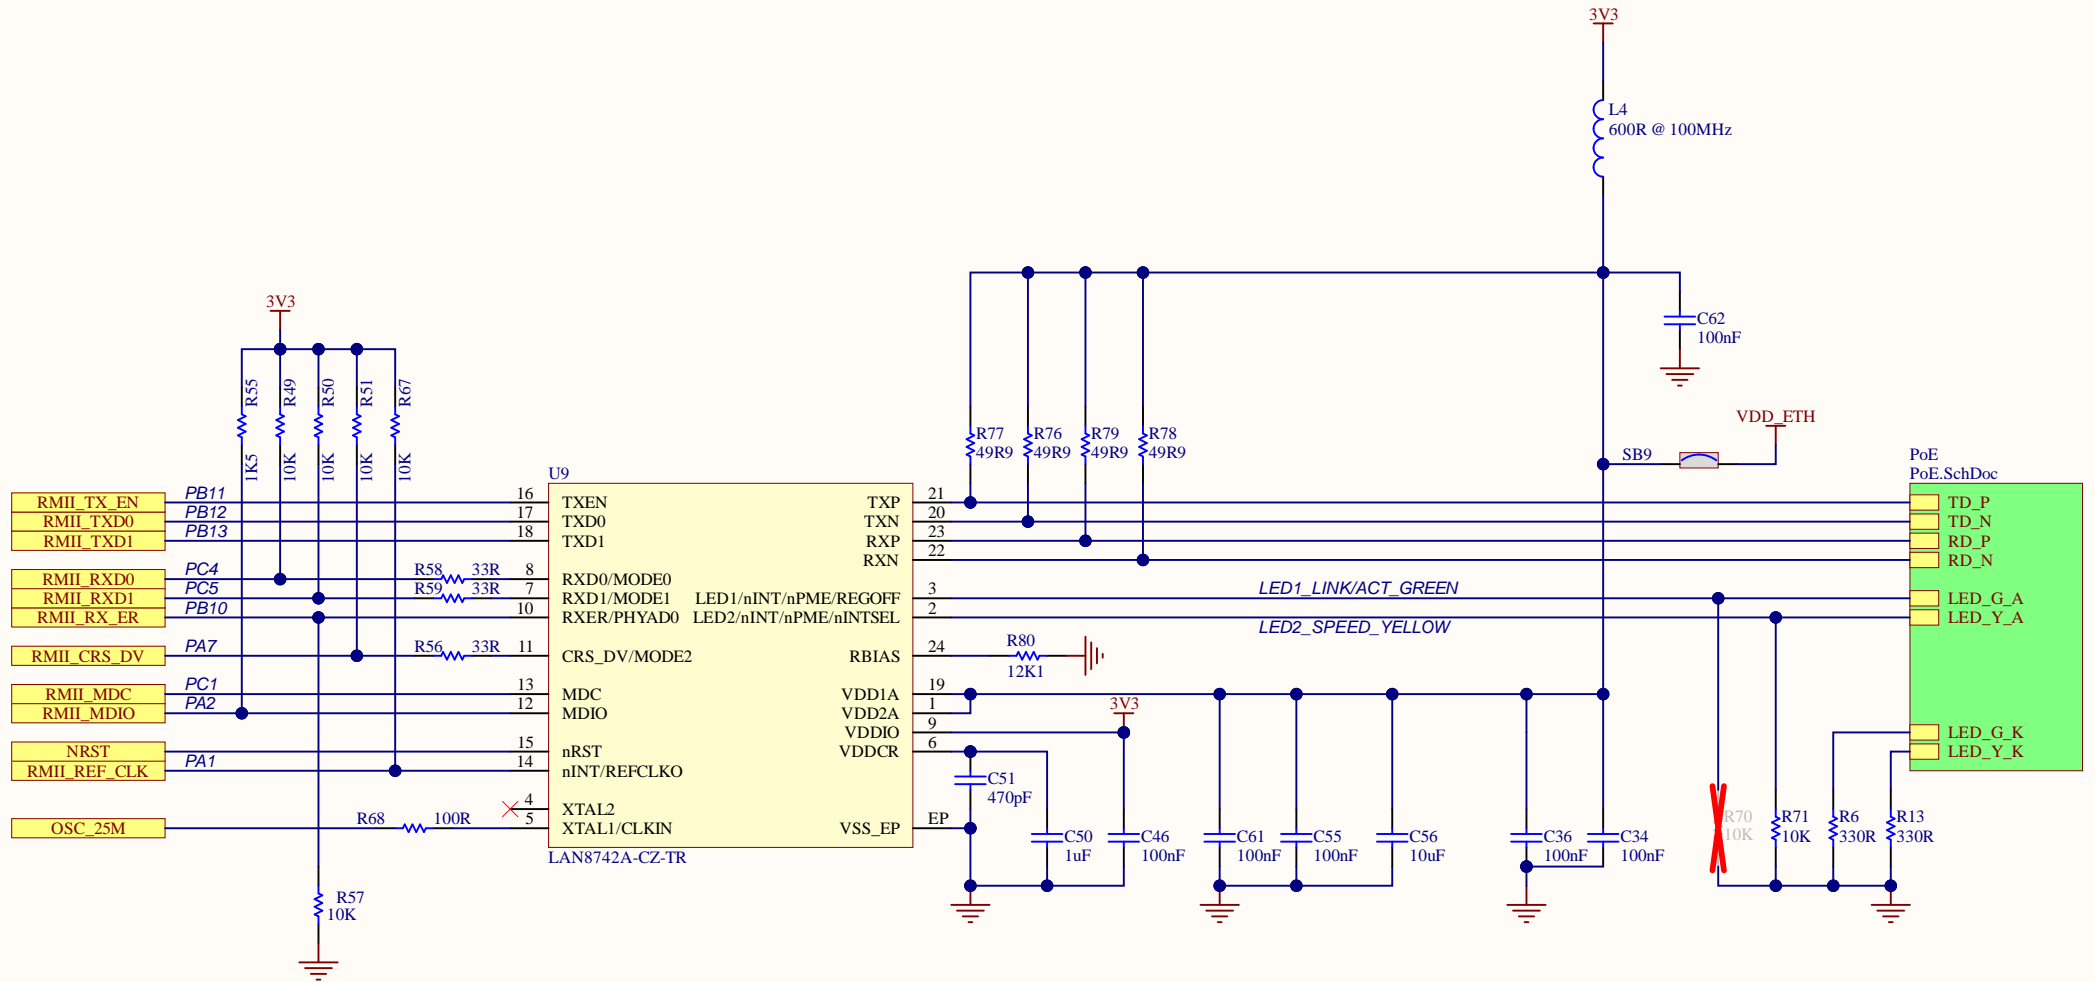 3V3
L4
600R @ 100MHz
3V3
C62
100nF
R55
1K5
R49
10K
R50
10K
R51
10K
R67
10K
R77
49R9
R76
49R9
R79
49R9
R78
49R9
VDD_ETH
SB9
PoE
PoE.SchDoc
U9
RMII_TX_EN PB11 16 TXEN TXP 21 TD_P
RMII_TXD0 PB12 17 TXD0 TXN 20 TD_N
RMII_TXD1 PB13 18 TXD1 RXP 23 RD_P
RXN 22 RD_N
RMII_RXD0 PC4 R58 33R 8 RXD0/MODE0
RMII_RXD1 PC5 R59 33R 7 RXD1/MODE1 LED1/nINT/nPME/REGOFF 3 LED1_LINK/ACT_GREEN LED_G_A
RMII_RX_ER PB10 10 RXER/PHYAD0 LED2/nINT/nPME/nINTSEL 2 LED2_SPEED_YELLOW LED_Y_A
RMII_CRS_DV PA7 R56 33R 11 CRS_DV/MODE2 RBIAS 24 R80
12K1
RMII_MDC PC1 13 MDC VDD1A 19
RMII_MDIO PA2 12 MDIO VDD2A 1 3V3
VDDIO 9 LED_G_K
NRST 15 nRST VDDCR 6 LED_Y_K
RMII_REF_CLK PA1 14 nINT/REFCLKO
C51
470pF
4 XTAL2
OSC_25M R68 100R 5 XTAL1/CLKIN VSS_EP EP
LAN8742A-CZ-TR
C50
1uF
C46
100nF
C61
100nF
C55
100nF
C56
10uF
C36
100nF
C34
100nF
R70
10K
R71
10K
R6
330R
R13
330R
R57
10K